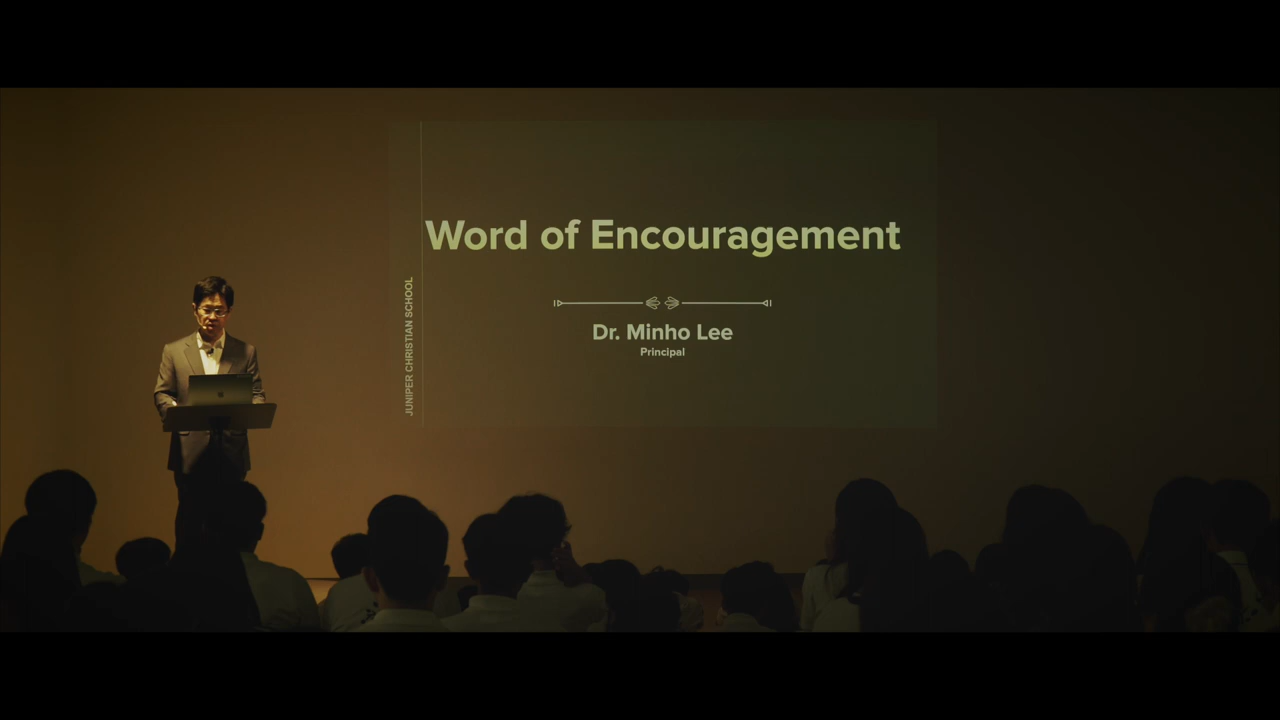 JUNIPER CHRISTIAN SCHOOL
Word of Encouragement
Dr. Minho Lee
Principal